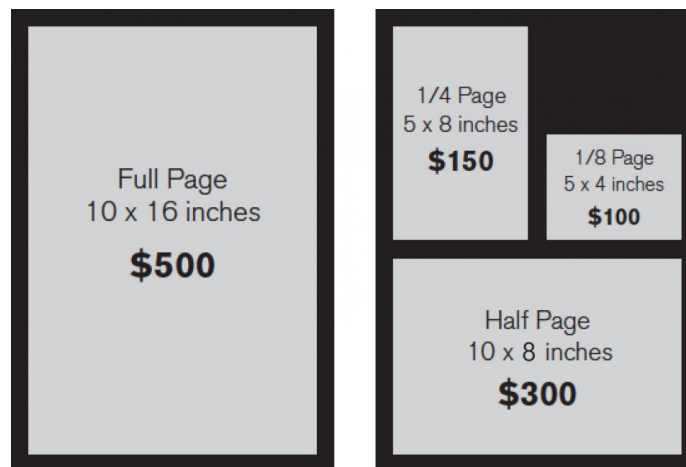 Full Page
10 x 16 inches
$500
1/4 Page
5 x 8 inches
$150
1/8 Page
5 x 4 inches
$100
Half Page
10 x 8 inches
$300